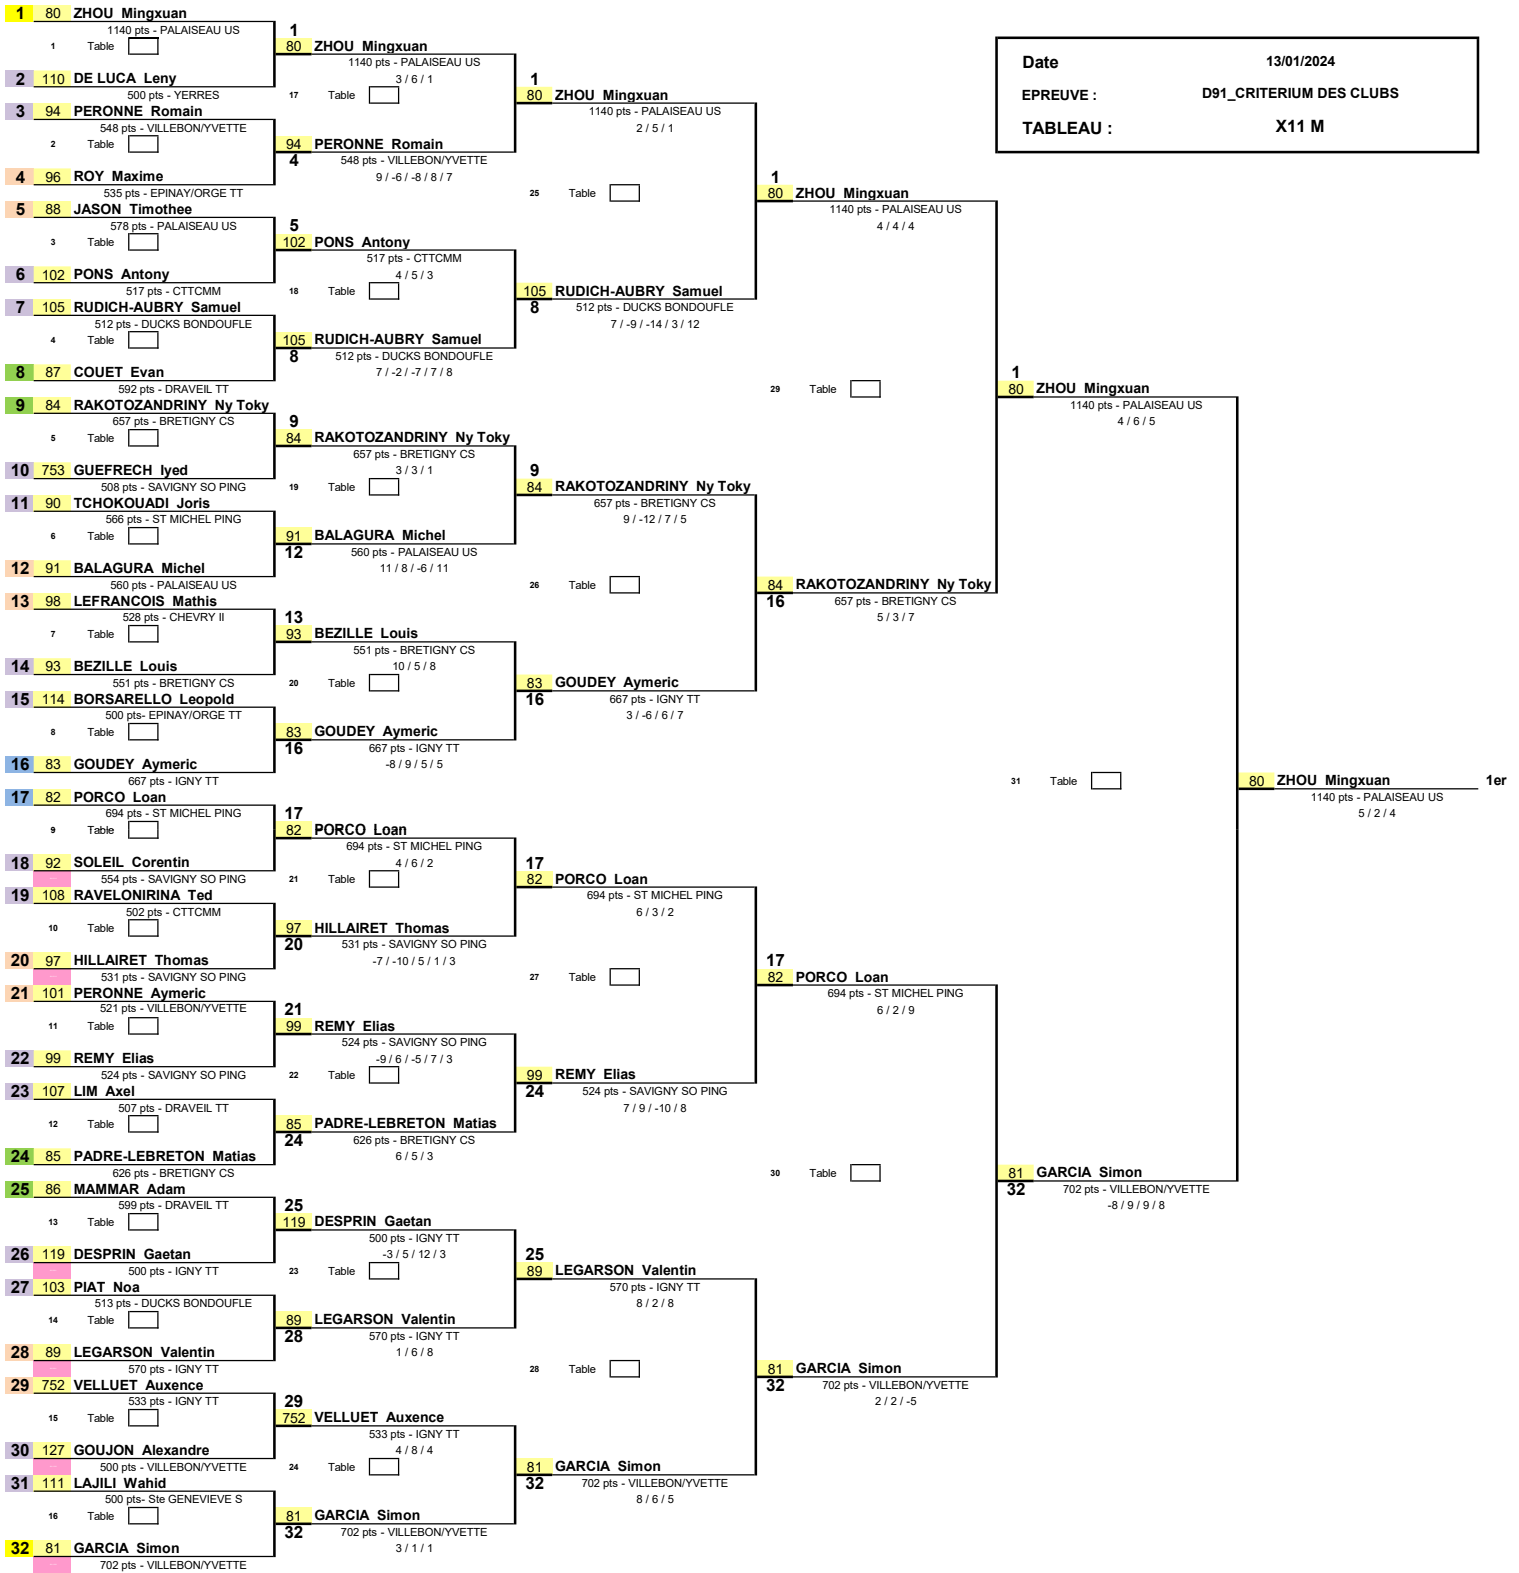 Date 13/01/2024
EPREUVE : D91_CRITERIUM DES CLUBS
TABLEAU : X11 M
1 80 ZHOU Mingxuan
1140 pts - PALAISEAU US
1 Table
2 110 DE LUCA Leny
500 pts - YERRES
3 94 PERONNE Romain
548 pts - VILLEBON/YVETTE
2 Table
4 96 ROY Maxime
535 pts - EPINAY/ORGE TT
5 88 JASON Timothee
578 pts - PALAISEAU US
3 Table
6 102 PONS Antony
517 pts - CTTCMM
7 105 RUDICH-AUBRY Samuel
512 pts - DUCKS BONDOUFLE
4 Table
8 87 COUET Evan
592 pts - DRAVEIL TT
9 84 RAKOTOZANDRINY Ny Toky
657 pts - BRETIGNY CS
5 Table
10 753 GUEFRECH Iyed
508 pts - SAVIGNY SO PING
11 90 TCHOKOUADI Joris
566 pts - ST MICHEL PING
6 Table
12 91 BALAGURA Michel
560 pts - PALAISEAU US
13 98 LEFRANCOIS Mathis
528 pts - CHEVRY II
7 Table
14 93 BEZILLE Louis
551 pts - BRETIGNY CS
15 114 BORSARELLO Leopold
500 pts- EPINAY/ORGE TT
8 Table
16 83 GOUDEY Aymeric
667 pts - IGNY TT
17 82 PORCO Loan
694 pts - ST MICHEL PING
9 Table
18 92 SOLEIL Corentin
554 pts - SAVIGNY SO PING
19 108 RAVELONIRINA Ted
502 pts - CTTCMM
10 Table
20 97 HILLAIRET Thomas
531 pts - SAVIGNY SO PING
21 101 PERONNE Aymeric
521 pts - VILLEBON/YVETTE
11 Table
22 99 REMY Elias
524 pts - SAVIGNY SO PING
23 107 LIM Axel
507 pts - DRAVEIL TT
12 Table
24 85 PADRE-LEBRETON Matias
626 pts - BRETIGNY CS
25 86 MAMMAR Adam
599 pts - DRAVEIL TT
13 Table
26 119 DESPRIN Gaetan
500 pts - IGNY TT
27 103 PIAT Noa
513 pts - DUCKS BONDOUFLE
14 Table
28 89 LEGARSON Valentin
570 pts - IGNY TT
29 752 VELLUET Auxence
533 pts - IGNY TT
15 Table
30 127 GOUJON Alexandre
500 pts - VILLEBON/YVETTE
31 111 LAJILI Wahid
500 pts- Ste GENEVIEVE S
16 Table
32 81 GARCIA Simon
702 pts - VILLEBON/YVETTE
1
80 ZHOU Mingxuan
1140 pts - PALAISEAU US
3 / 6 / 1
17 Table
94 PERONNE Romain
4 548 pts - VILLEBON/YVETTE
9 / -6 / -8 / 8 / 7
5
102 PONS Antony
517 pts - CTTCMM
4 / 5 / 3
18 Table
105 RUDICH-AUBRY Samuel
8 512 pts - DUCKS BONDOUFLE
7 / -2 / -7 / 7 / 8
9
84 RAKOTOZANDRINY Ny Toky
657 pts - BRETIGNY CS
3 / 3 / 1
19 Table
91 BALAGURA Michel
12 560 pts - PALAISEAU US
11 / 8 / -6 / 11
13
93 BEZILLE Louis
551 pts - BRETIGNY CS
10 / 5 / 8
20 Table
83 GOUDEY Aymeric
16 667 pts - IGNY TT
-8 / 9 / 5 / 5
17
82 PORCO Loan
694 pts - ST MICHEL PING
4 / 6 / 2
21 Table
97 HILLAIRET Thomas
20 531 pts - SAVIGNY SO PING
-7 / -10 / 5 / 1 / 3
21
99 REMY Elias
524 pts - SAVIGNY SO PING
-9 / 6 / -5 / 7 / 3
22 Table
85 PADRE-LEBRETON Matias
24 626 pts - BRETIGNY CS
6 / 5 / 3
25
119 DESPRIN Gaetan
500 pts - IGNY TT
-3 / 5 / 12 / 3
23 Table
89 LEGARSON Valentin
28 570 pts - IGNY TT
1 / 6 / 8
29
752 VELLUET Auxence
533 pts - IGNY TT
4 / 8 / 4
24 Table
81 GARCIA Simon
32 702 pts - VILLEBON/YVETTE
3 / 1 / 1
1
80 ZHOU Mingxuan
1140 pts - PALAISEAU US
2 / 5 / 1
25 Table
105 RUDICH-AUBRY Samuel
8 512 pts - DUCKS BONDOUFLE
7 / -9 / -14 / 3 / 12
9
84 RAKOTOZANDRINY Ny Toky
657 pts - BRETIGNY CS
9 / -12 / 7 / 5
26 Table
83 GOUDEY Aymeric
16 667 pts - IGNY TT
3 / -6 / 6 / 7
17
82 PORCO Loan
694 pts - ST MICHEL PING
6 / 3 / 2
27 Table
99 REMY Elias
24 524 pts - SAVIGNY SO PING
7 / 9 / -10 / 8
25
89 LEGARSON Valentin
570 pts - IGNY TT
8 / 2 / 8
28 Table
81 GARCIA Simon
32 702 pts - VILLEBON/YVETTE
8 / 6 / 5
1
80 ZHOU Mingxuan
1140 pts - PALAISEAU US
4 / 4 / 4
29 Table
84 RAKOTOZANDRINY Ny Toky
16 657 pts - BRETIGNY CS
5 / 3 / 7
17
82 PORCO Loan
694 pts - ST MICHEL PING
6 / 2 / 9
30 Table
81 GARCIA Simon
32 702 pts - VILLEBON/YVETTE
2 / 2 / -5
1
80 ZHOU Mingxuan
1140 pts - PALAISEAU US
4 / 6 / 5
31 Table
81 GARCIA Simon
32 702 pts - VILLEBON/YVETTE
-8 / 9 / 9 / 8
80 ZHOU Mingxuan 1er
1140 pts - PALAISEAU US
5 / 2 / 4